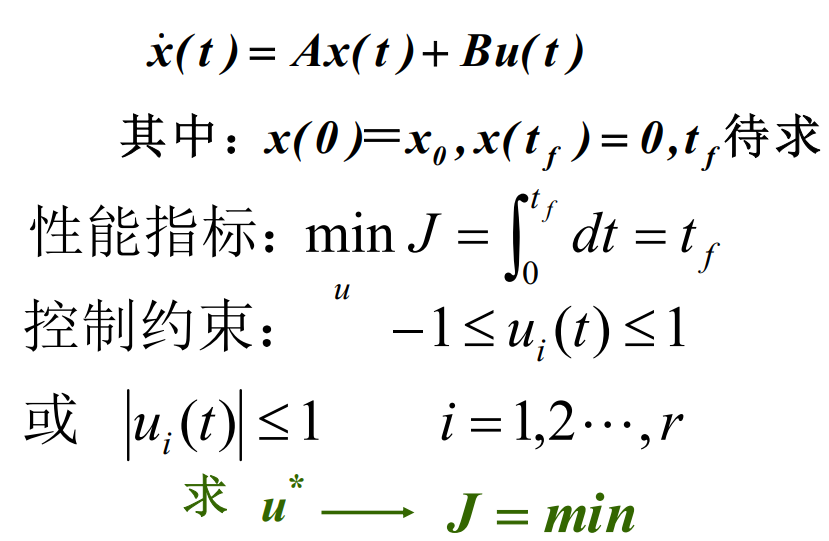 ẋ(t)= Ax(t)+ Bu(t)
其中：x(0)=x₀,x(t_f)=0,t_f待求
性能指标：min_u J = ∫₀^{t_f} dt = t_f
控制约束： −1≤u_i(t)≤1
或 |u_i(t)|≤1 i=1,2⋯,r
求 u* ⟶ J = min